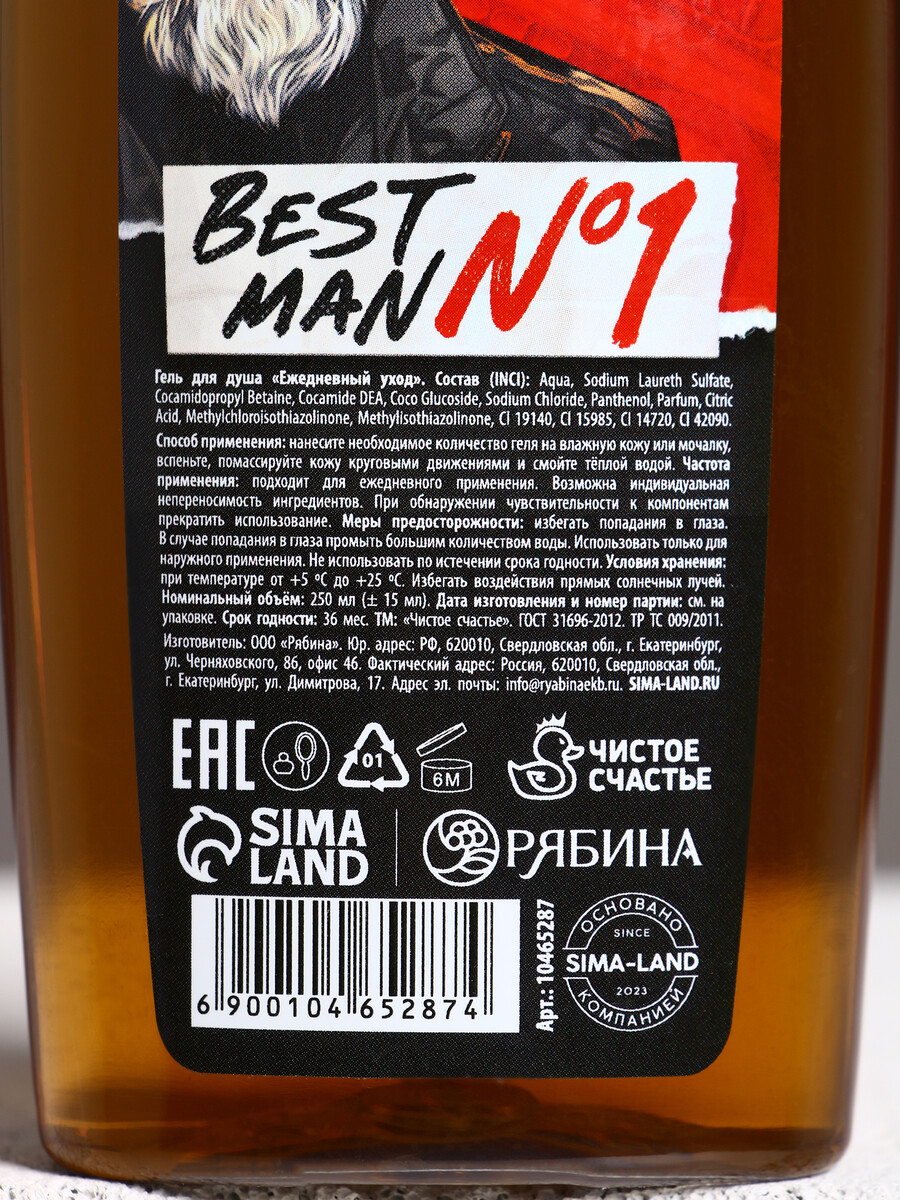 BEST
MAN №1
Гель для душа «Ежедневный уход». Состав (INCI): Aqua, Sodium Laureth Sulfate,
Cocamidopropyl Betaine, Cocamide DEA, Coco Glucoside, Sodium Chloride, Panthenol, Parfum, Citric
Acid, Methylchloroisothiazolinone, Methylisothiazolinone, CI 19140, CI 15985, CI 14720, CI 42090.
Способ применения: нанесите необходимое количество геля на влажную кожу или мочалку,
вспеньте, помассируйте кожу круговыми движениями и смойте тёплой водой. Частота
применения: подходит для ежедневного применения. Возможна индивидуальная
непереносимость ингредиентов. При обнаружении чувствительности к компонентам
прекратить использование. Меры предосторожности: избегать попадания в глаза.
В случае попадания в глаза промыть большим количеством воды. Использовать только для
наружного применения. Не использовать по истечении срока годности. Условия хранения:
при температуре от +5 ºС до +25 ºС. Избегать воздействия прямых солнечных лучей.
Номинальный объём: 250 мл (± 15 мл). Дата изготовления и номер партии: см. на
упаковке. Срок годности: 36 мес. ТМ: «Чистое счастье». ГОСТ 31696-2012. ТР ТС 009/2011.
Изготовитель: ООО «Рябина». Юр. адрес: РФ, 620010, Свердловская обл., г. Екатеринбург,
ул. Черняховского, 86, офис 46. Фактический адрес: Россия, 620010, Свердловская обл.,
г. Екатеринбург, ул. Димитрова, 17. Адрес эл. почты: info@ryabinaekb.ru. SIMA-LAND.RU
EAC
01
6M
ЧИСТОЕ
СЧАСТЬЕ
SIMA
LAND
РЯБИНА
6 900104 652874
Арт.: 10465287
ОСНОВАНО
SINCE
SIMA-LAND
2023
КОМПАНИЕЙ